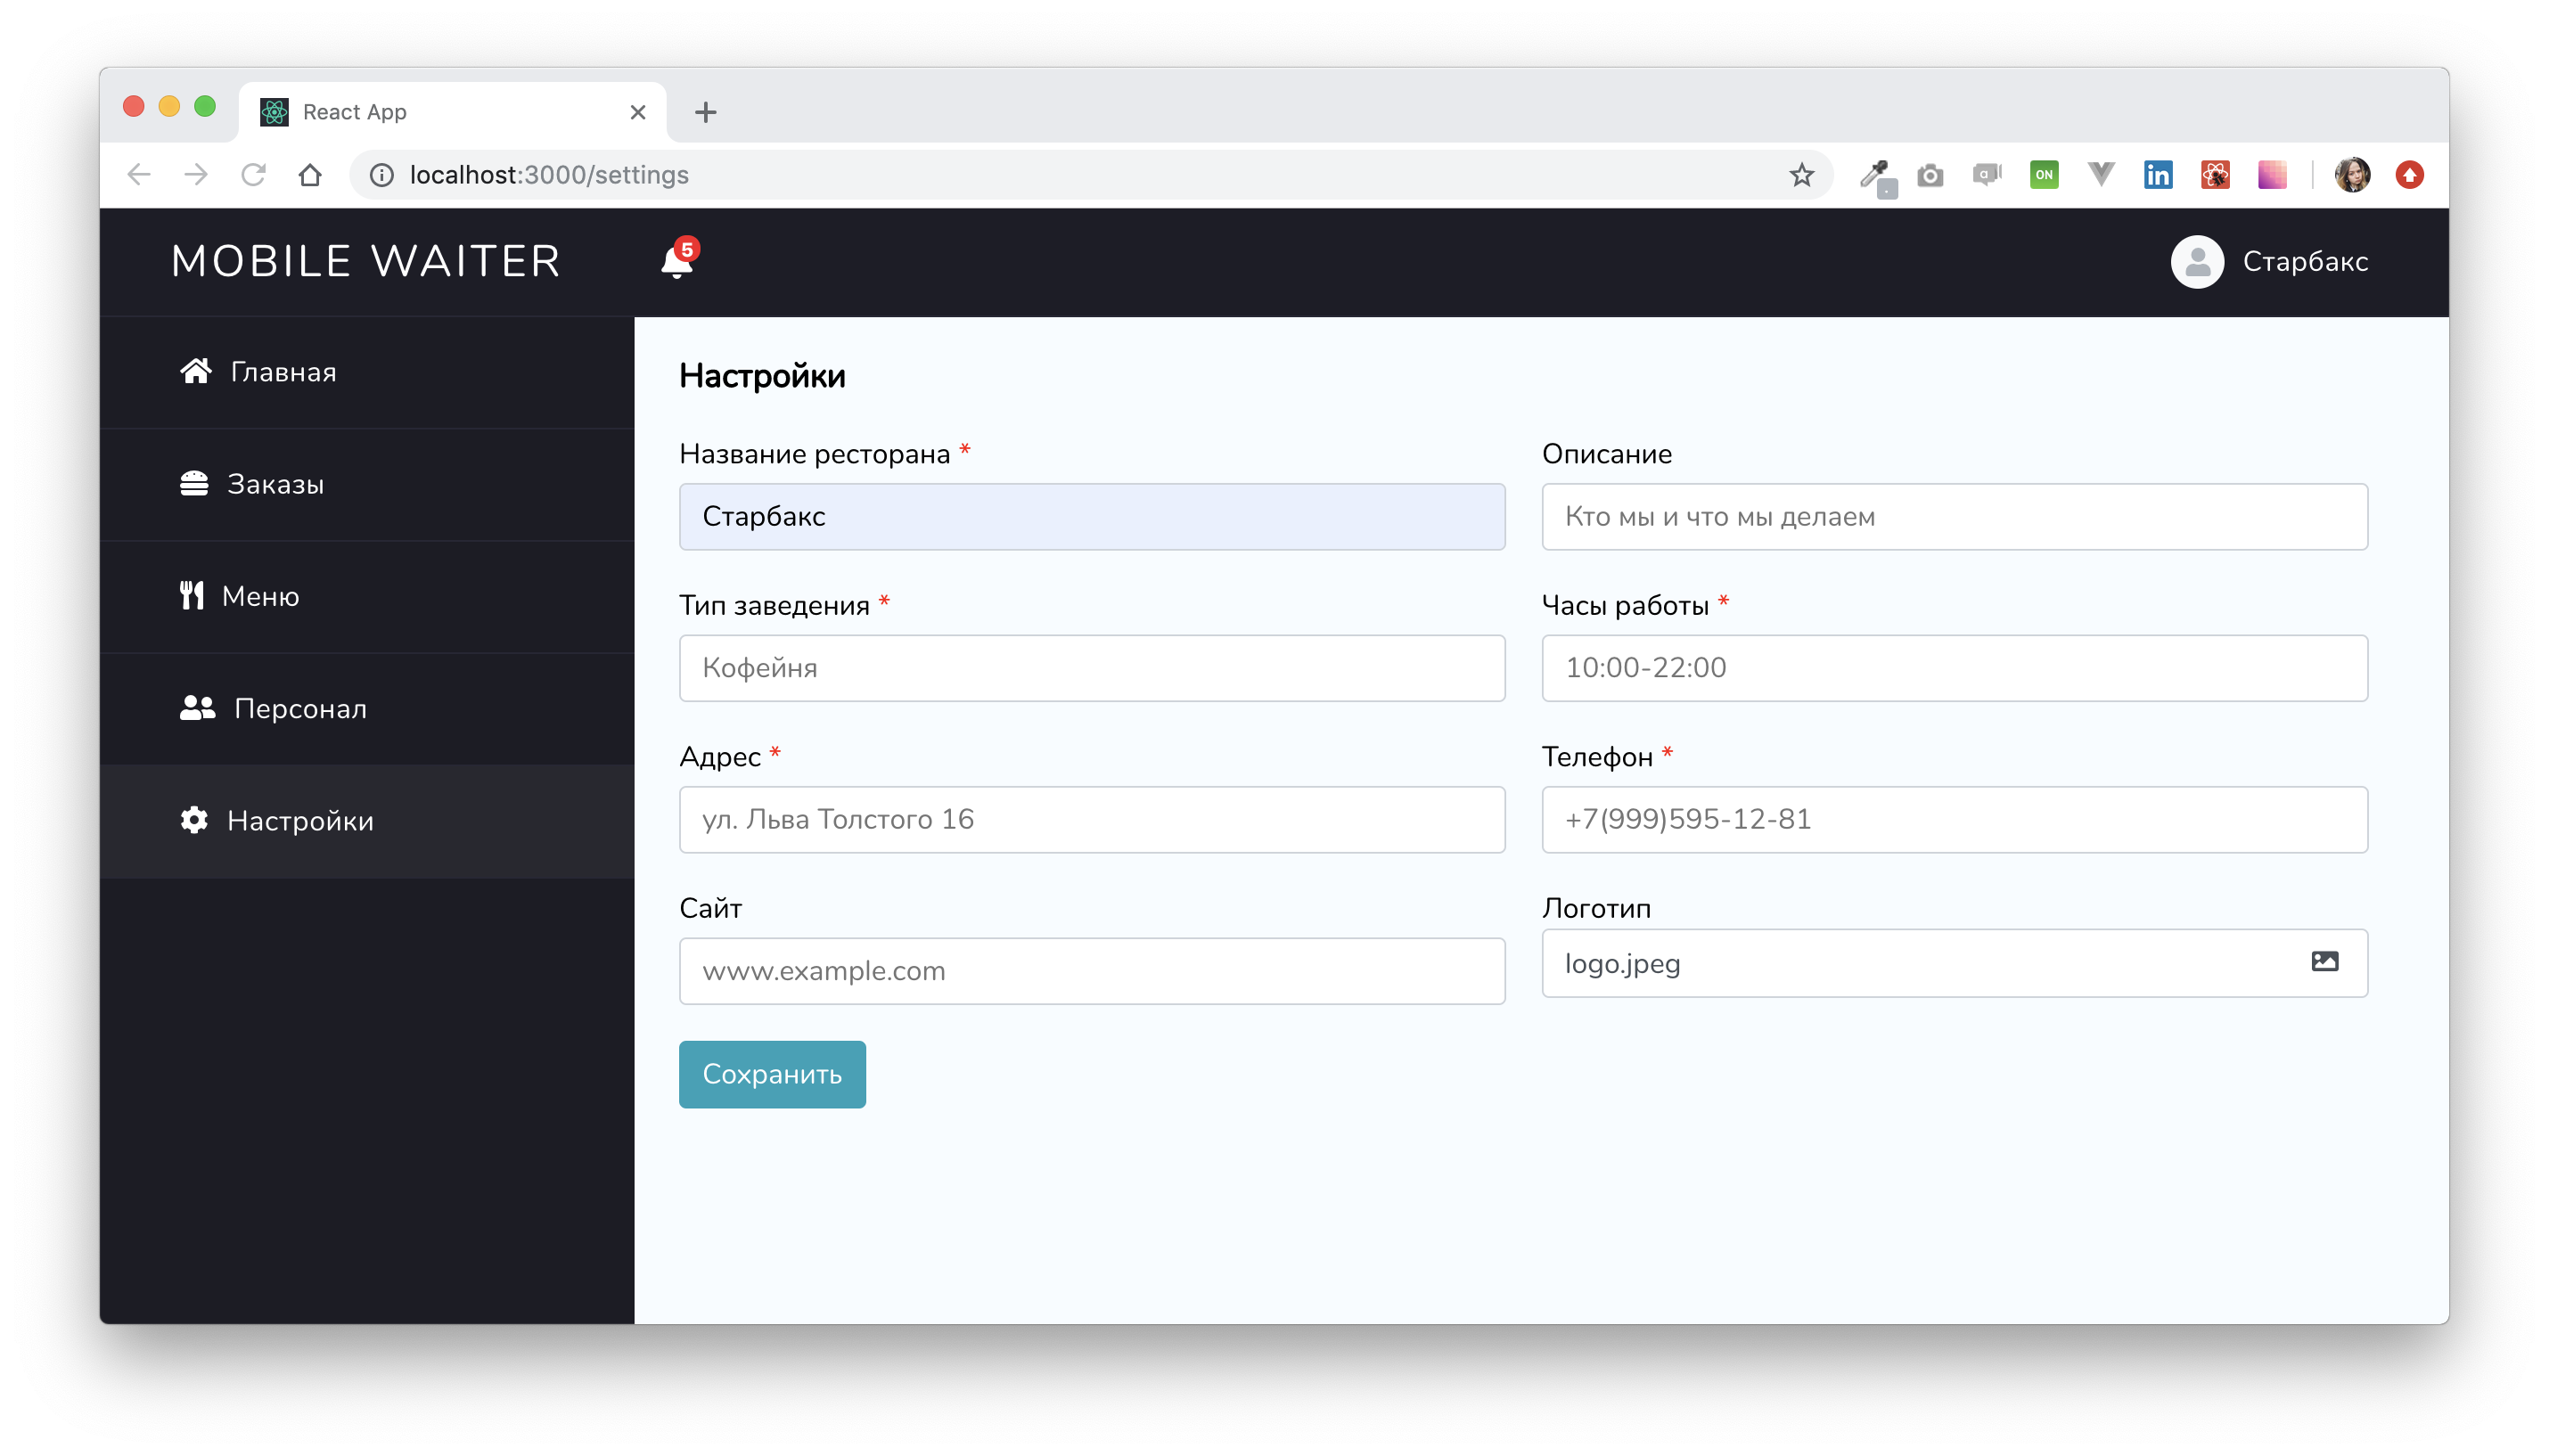 React App
localhost:3000/settings
ON
MOBILE WAITER
5
Старбакс
Главная
Заказы
Меню
Персонал
Настройки
Настройки
Название ресторана *
Старбакс
Описание
Кто мы и что мы делаем
Тип заведения *
Кофейня
Часы работы *
10:00-22:00
Адрес *
ул. Льва Толстого 16
Телефон *
+7(999)595-12-81
Сайт
www.example.com
Логотип
logo.jpeg
Сохранить